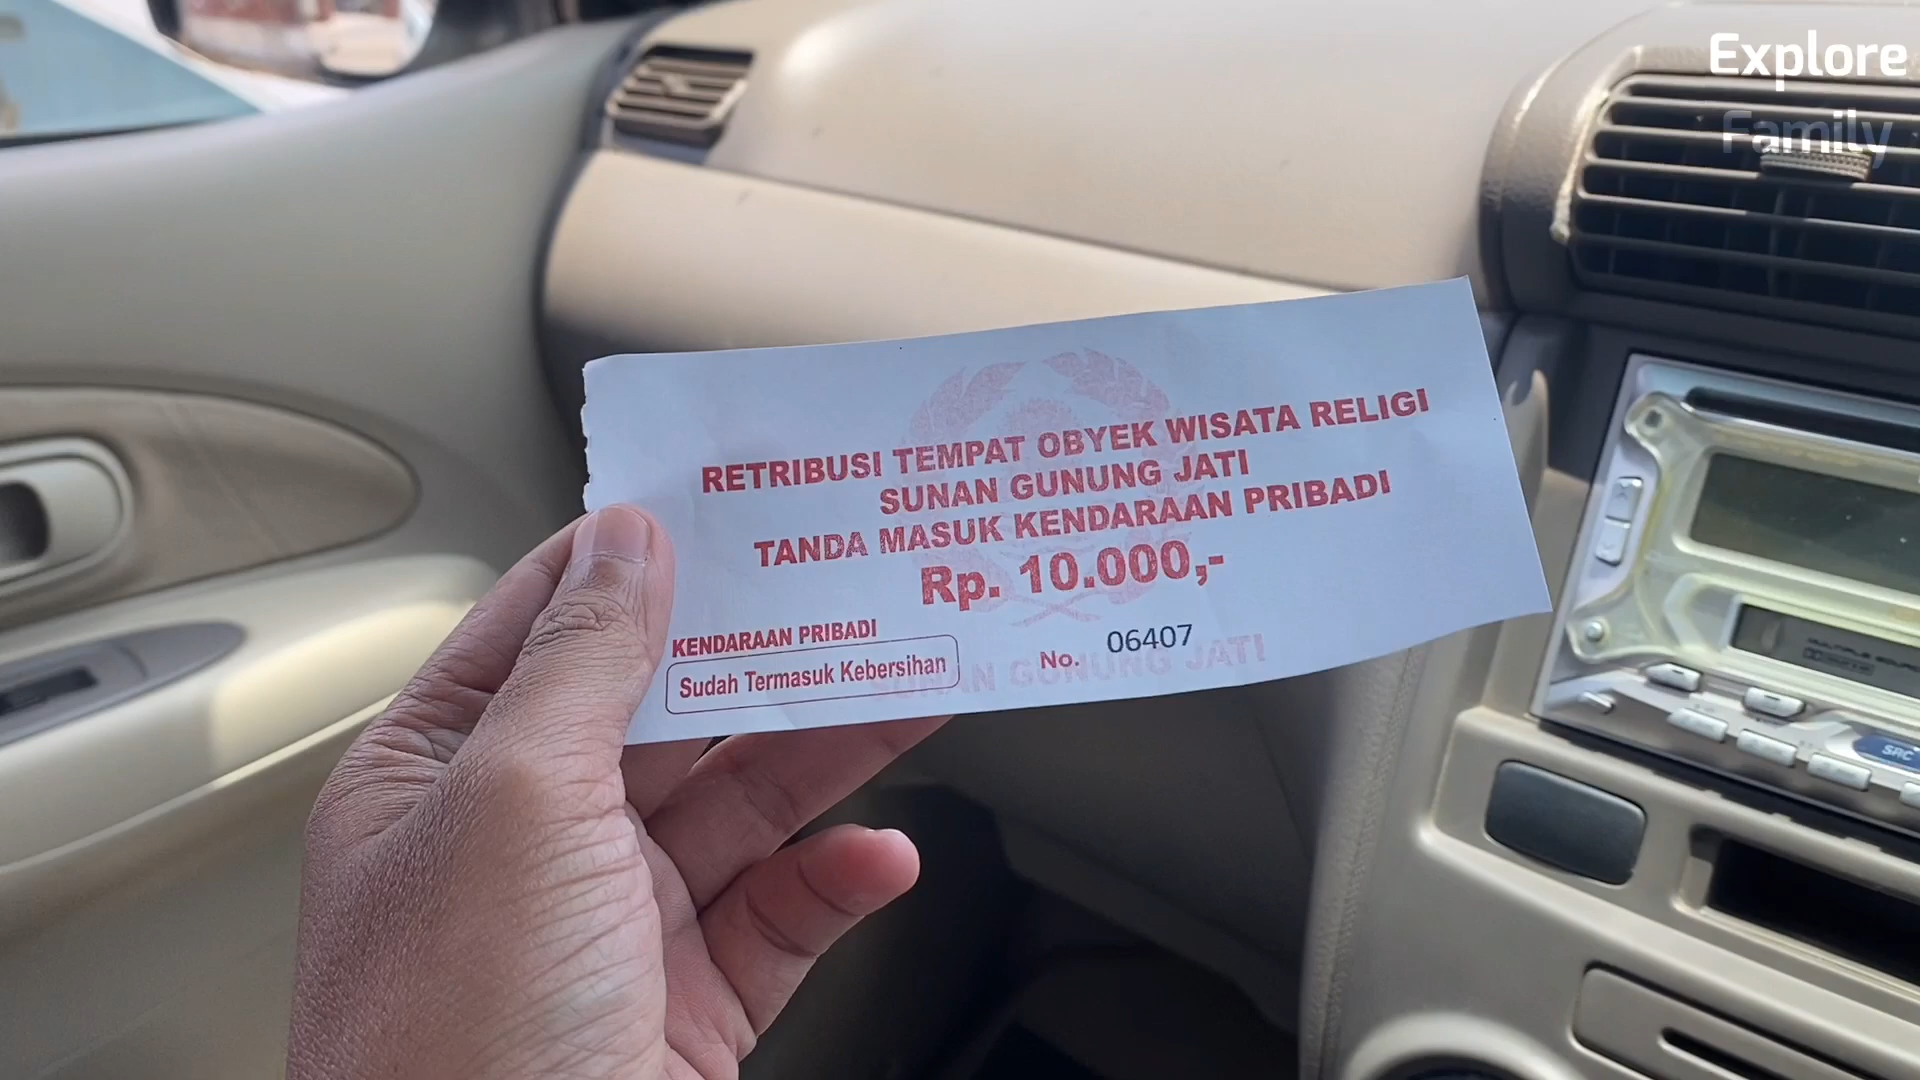 Explore
Family
RETRIBUSI TEMPAT OBYEK WISATA RELIGI
SUNAN GUNUNG JATI
TANDA MASUK KENDARAAN PRIBADI
Rp. 10.000,-
KENDARAAN PRIBADI
Sudah Termasuk Kebersihan
No. 06407
SUNAN GUNUNG JATI
SRC